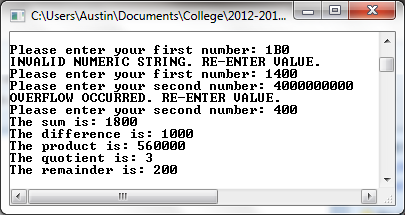 C:\Users\Austin\Documents\College\2012-201...
Please enter your first number: 1B0
INVALID NUMERIC STRING. RE-ENTER VALUE.
Please enter your first number: 1400
Please enter your second number: 4000000000
OVERFLOW OCCURRED. RE-ENTER VALUE.
Please enter your second number: 400
The sum is: 1800
The difference is: 1000
The product is: 560000
The quotient is: 3
The remainder is: 200